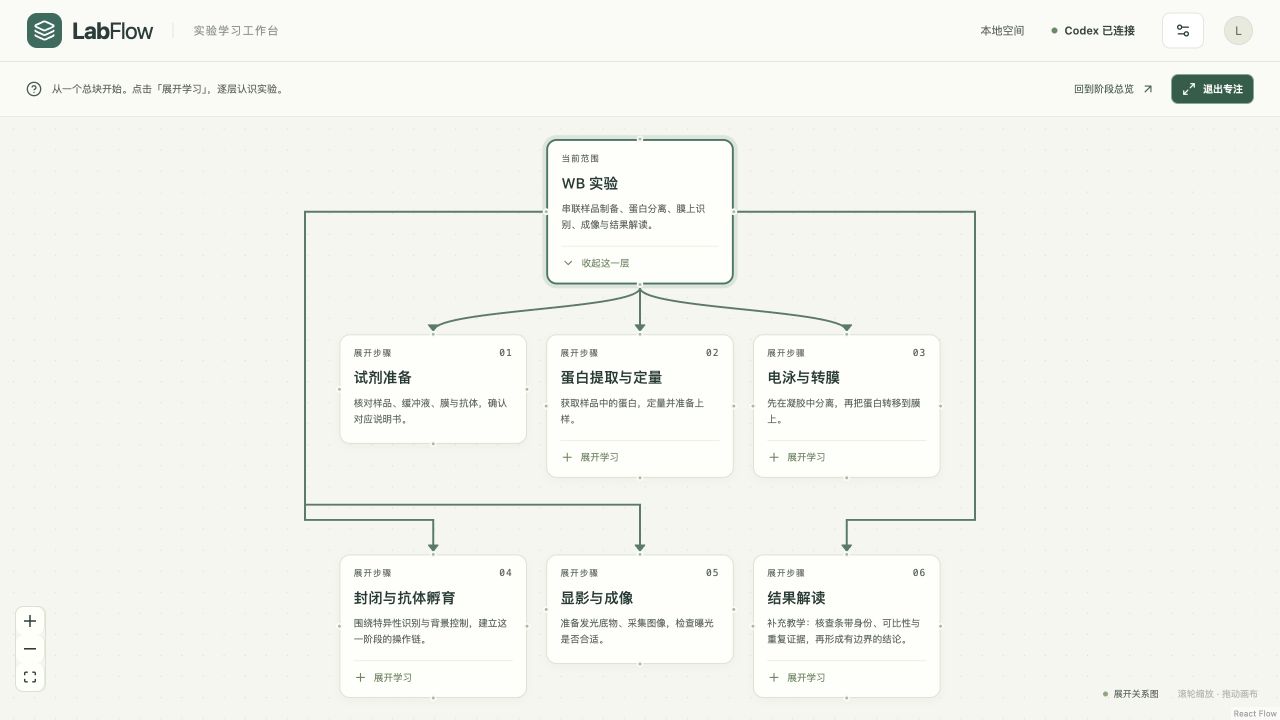 LabFlow
实验学习工作台
本地空间
Codex 已连接
L
从一个总块开始。点击「展开学习」，逐层认识实验。
回到阶段总览
退出专注
当前范围
WB 实验
串联样品制备、蛋白分离、膜上识
别、成像与结果解读。
收起这一层
展开步骤 01
试剂准备
核对样品、缓冲液、膜与抗体，确认
对应说明书。
展开步骤 02
蛋白提取与定量
获取样品中的蛋白，定量并准备上
样。
展开学习
展开步骤 03
电泳与转膜
先在凝胶中分离，再把蛋白转移到膜
上。
展开学习
展开步骤 04
封闭与抗体孵育
围绕特异性识别与背景控制，建立这
一阶段的操作链。
展开学习
展开步骤 05
显影与成像
准备发光底物、采集图像，检查曝光
是否合适。
展开步骤 06
结果解读
补充教学：核查条带身份、可比性与
重复证据，再形成有边界的结论。
展开学习
展开关系图
滚轮缩放 · 拖动画布
React Flow